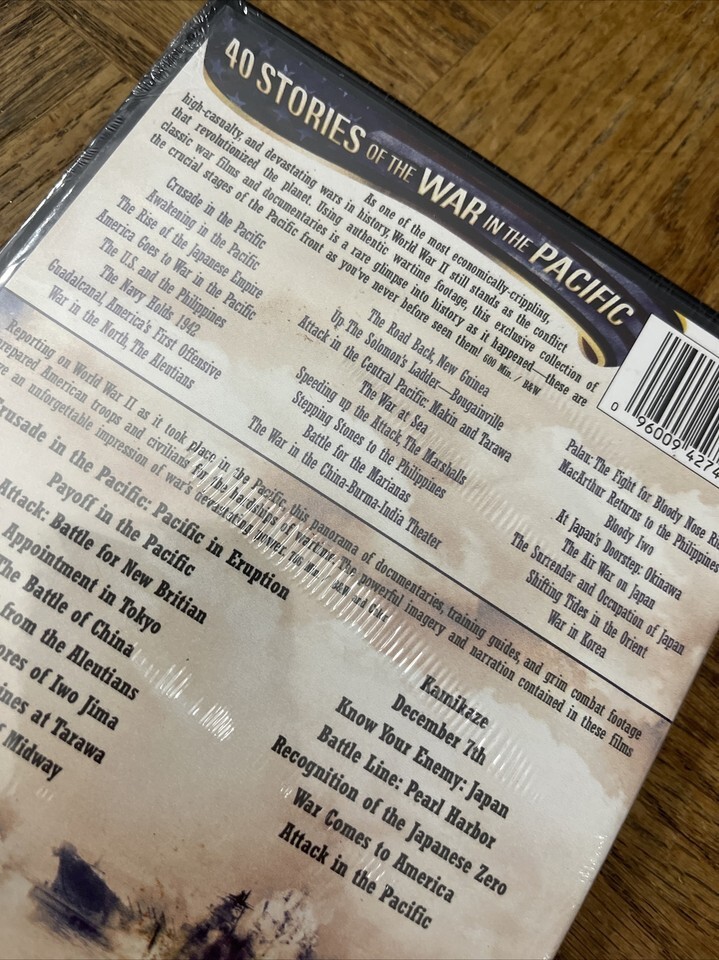 40 STORIES OF THE WAR IN THE PACIFIC
As one of the most economically-crippling,
high-casualty, and devastating wars in history, World War II still stands as the conflict
that revolutionized the planet. Using authentic wartime footage, this exclusive collection of
classic war films and documentaries is a rare glimpse into history as it happened—these are
the crucial stages of the Pacific front as you've never before seen them! 600 Min. / B&W
Crusade in the Pacific
Awakening in the Pacific
The Rise of the Japanese Empire
America Goes to War in the Pacific
The U.S. and the Philippines
The Navy Holds 1942
Guadalcanal, America's First Offensive
War in the North, The Aleutians
The Road Back, New Guinea
Up The Solomon's Ladder—Bougainville
Attack in the Central Pacific: Makin and Tarawa
The War at Sea
Speeding up the Attack, The Marshalls
Stepping Stones to the Philippines
Battle for the Marianas
The War in the China-Burma-India Theater
Palau: The Fight for Bloody Nose Ri
MacArthur Returns to the Philippines
Bloody Iwo
At Japan's Doorstep: Okinawa
The Air War on Japan
The Surrender and Occupation of Japan
Shifting Tides in the Orient
War in Korea
0 96009 427
Reporting on World War II as it took place in the Pacific, this panorama of documentaries, training guides, and grim combat footage
prepared American troops and civilians for the hardships of wartime. The powerful imagery and narration contained in these films
an unforgettable impression of war's devastating power. Min. / B&W and Color
rusade in the Pacific: Pacific in Eruption
Payoff in the Pacific
Attack: Battle for New Britian
Appointment in Tokyo
The Battle of China
from the Aleutians
ores of Iwo Jima
ines at Tarawa
Midway
Kamikaze
December 7th
Know Your Enemy: Japan
Battle Line: Pearl Harbor
Recognition of the Japanese Zero
War Comes to America
Attack in the Pacific